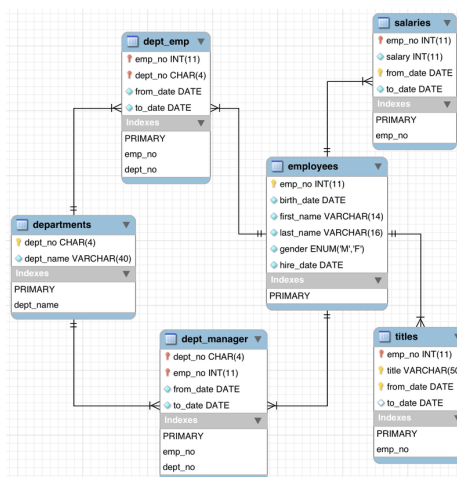 dept_emp
emp_no INT(11)
dept_no CHAR(4)
from_date DATE
to_date DATE
Indexes
PRIMARY
emp_no
dept_no
salaries
emp_no INT(11)
salary INT(11)
from_date DATE
to_date DATE
Indexes
PRIMARY
emp_no
employees
emp_no INT(11)
birth_date DATE
first_name VARCHAR(14)
last_name VARCHAR(16)
gender ENUM('M','F')
hire_date DATE
Indexes
PRIMARY
departments
dept_no CHAR(4)
dept_name VARCHAR(40)
Indexes
PRIMARY
dept_name
dept_manager
dept_no CHAR(4)
emp_no INT(11)
from_date DATE
to_date DATE
Indexes
PRIMARY
emp_no
dept_no
titles
emp_no INT(11)
title VARCHAR(50
from_date DATE
to_date DATE
Indexes
PRIMARY
emp_no